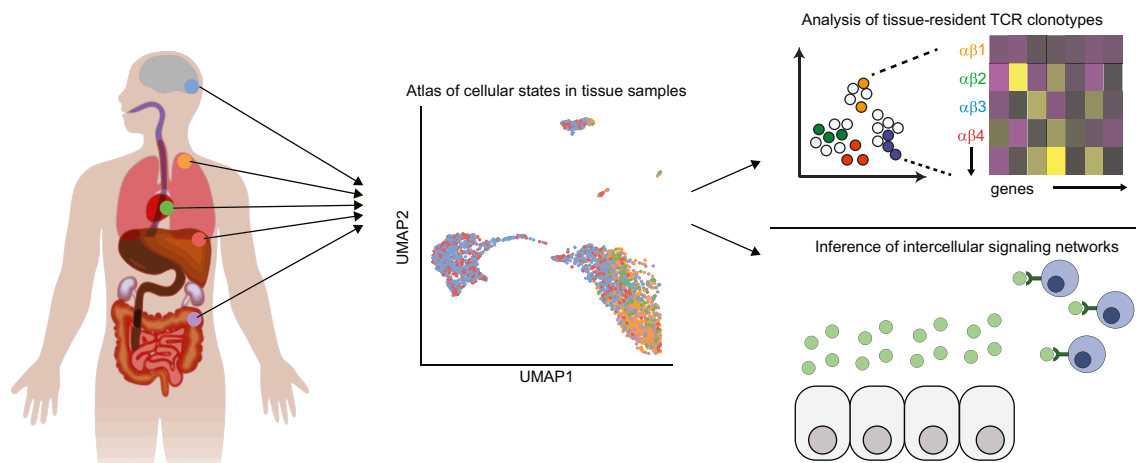 Analysis of tissue-resident TCR clonotypes
αβ1
αβ2
αβ3
αβ4
genes
Atlas of cellular states in tissue samples
UMAP2
UMAP1
Inference of intercellular signaling networks